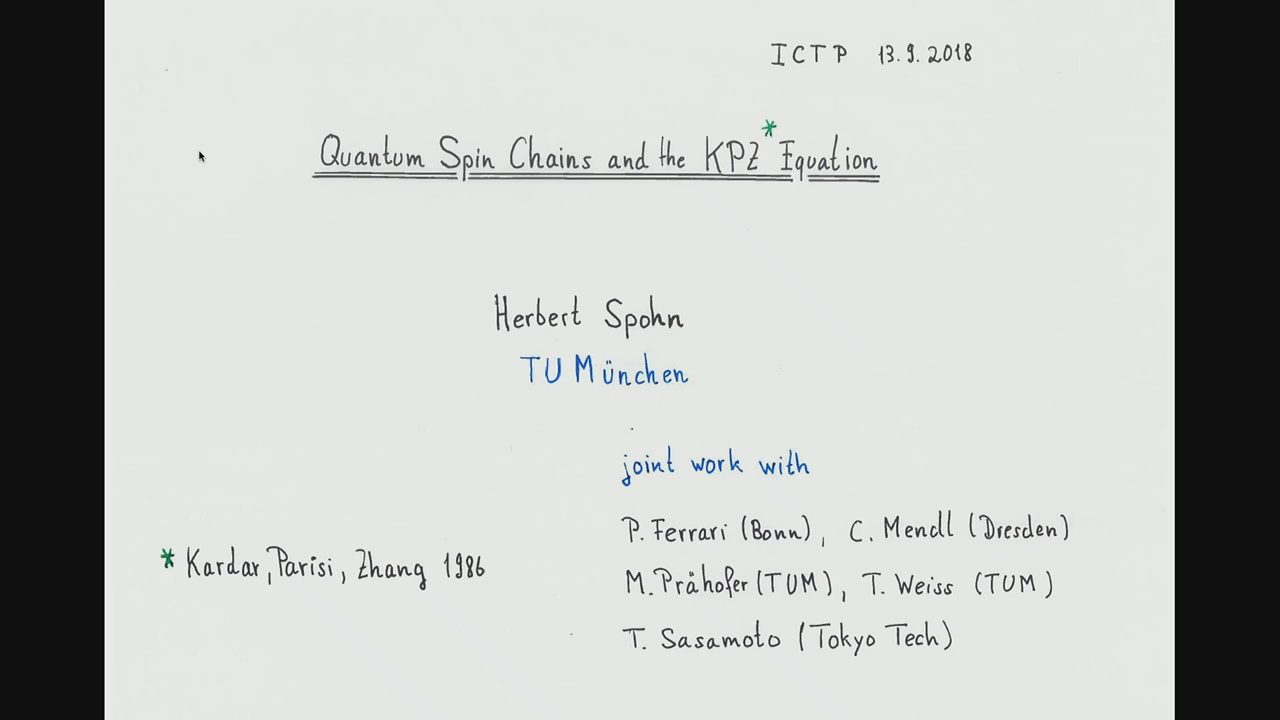 ICTP 13.9.2018
Quantum Spin Chains and the KPZ* Equation
Herbert Spohn
TU München
joint work with
P. Ferrari (Bonn), C. Mendl (Dresden)
* Kardar, Parisi, Zhang 1986
M. Prähofer (TUM), T. Weiss (TUM)
T. Sasamoto (Tokyo Tech)